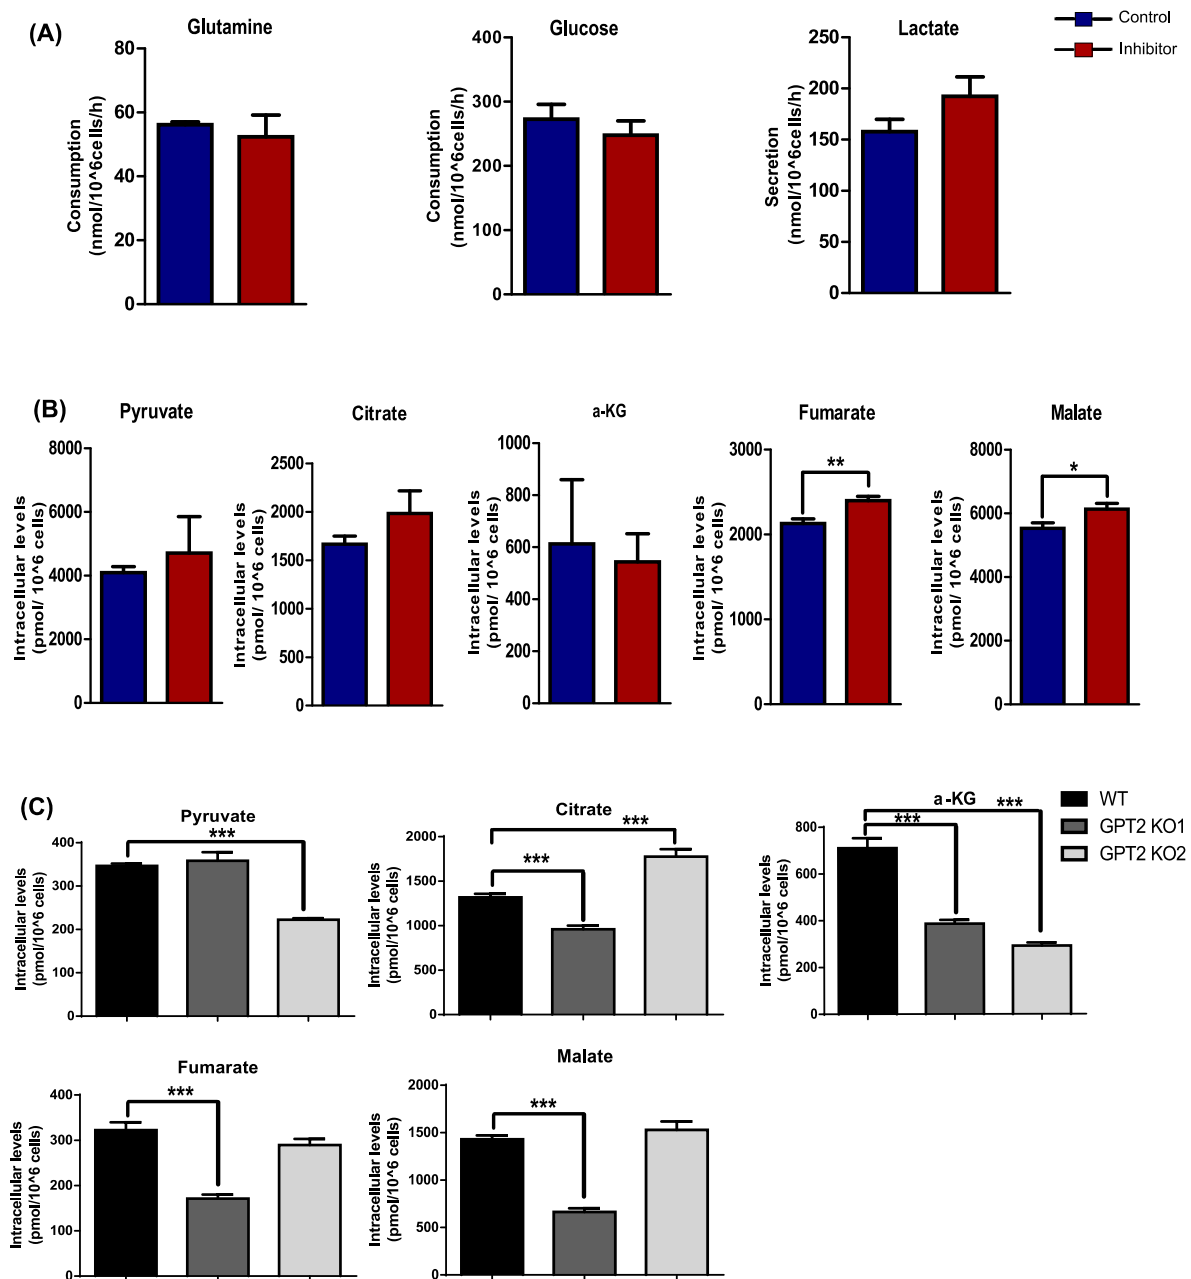 (A)
Glutamine
Glucose
Lactate
Control
Inhibitor
Consumption
(nmol/10^6cells/h)
80
60
40
20
0
Consumption
(nmol/10^6cells/h)
400
300
200
100
0
Secretion
(nmol/10^6cells/h)
250
200
150
100
50
0
(B)
Pyruvate
Citrate
a-KG
Fumarate
Malate
Intracellular levels
(pmol/ 10^6 cells)
8000
6000
4000
2000
0
Intracellular levels
(pmol/ 10^6 cells)
2500
2000
1500
1000
500
0
Intracellular levels
(pmol/ 10^6 cells)
1000
800
600
400
200
0
Intracellular levels
(pmol/ 10^6 cells)
3000
2000
1000
0
**
Intracellular levels
(pmol/ 10^6 cells)
8000
6000
4000
2000
0
*
(C)
Pyruvate
Citrate
a-KG
WT
GPT2 KO1
GPT2 KO2
Intracellular levels
(pmol/10^6 cells)
400
300
200
100
0
***
Intracellular levels
(pmol/10^6 cells)
2000
1500
1000
500
0
***
***
Intracellular levels
(pmol/10^6 cells)
800
600
400
200
0
***
***
Fumarate
Malate
Intracellular levels
(pmol/10^6 cells)
400
300
200
100
0
***
Intracellular levels
(pmol/10^6 cells)
2000
1500
1000
500
0
***